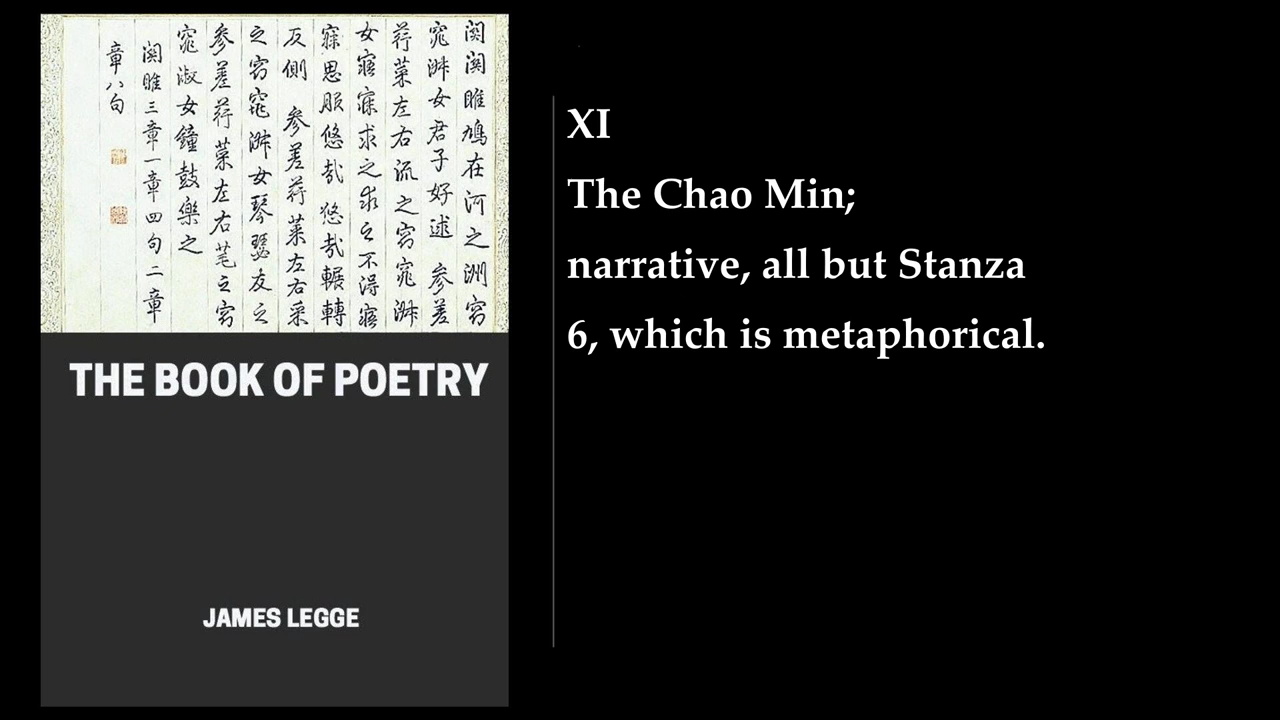 関関雎鳩在河之洲窈
窕淑女君子好逑 參差
荇菜左右流之窈窕淑
女寤寐求之求之不得寤
寐思服悠哉悠哉輾轉
反側 參差荇菜左右采
之窈窕淑女琴瑟友之
參差荇菜左右芼之窈
窕淑女鐘鼓樂之
関雎三章一章四句二章
章八句
THE BOOK OF POETRY
JAMES LEGGE
XI
The Chao Min;
narrative, all but Stanza
6, which is metaphorical.